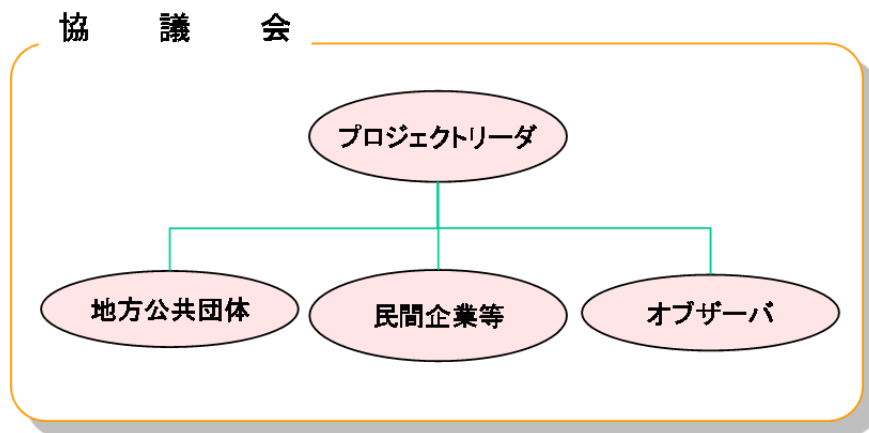 協　議　会
プロジェクトリーダ
地方公共団体
民間企業等
オブザーバ